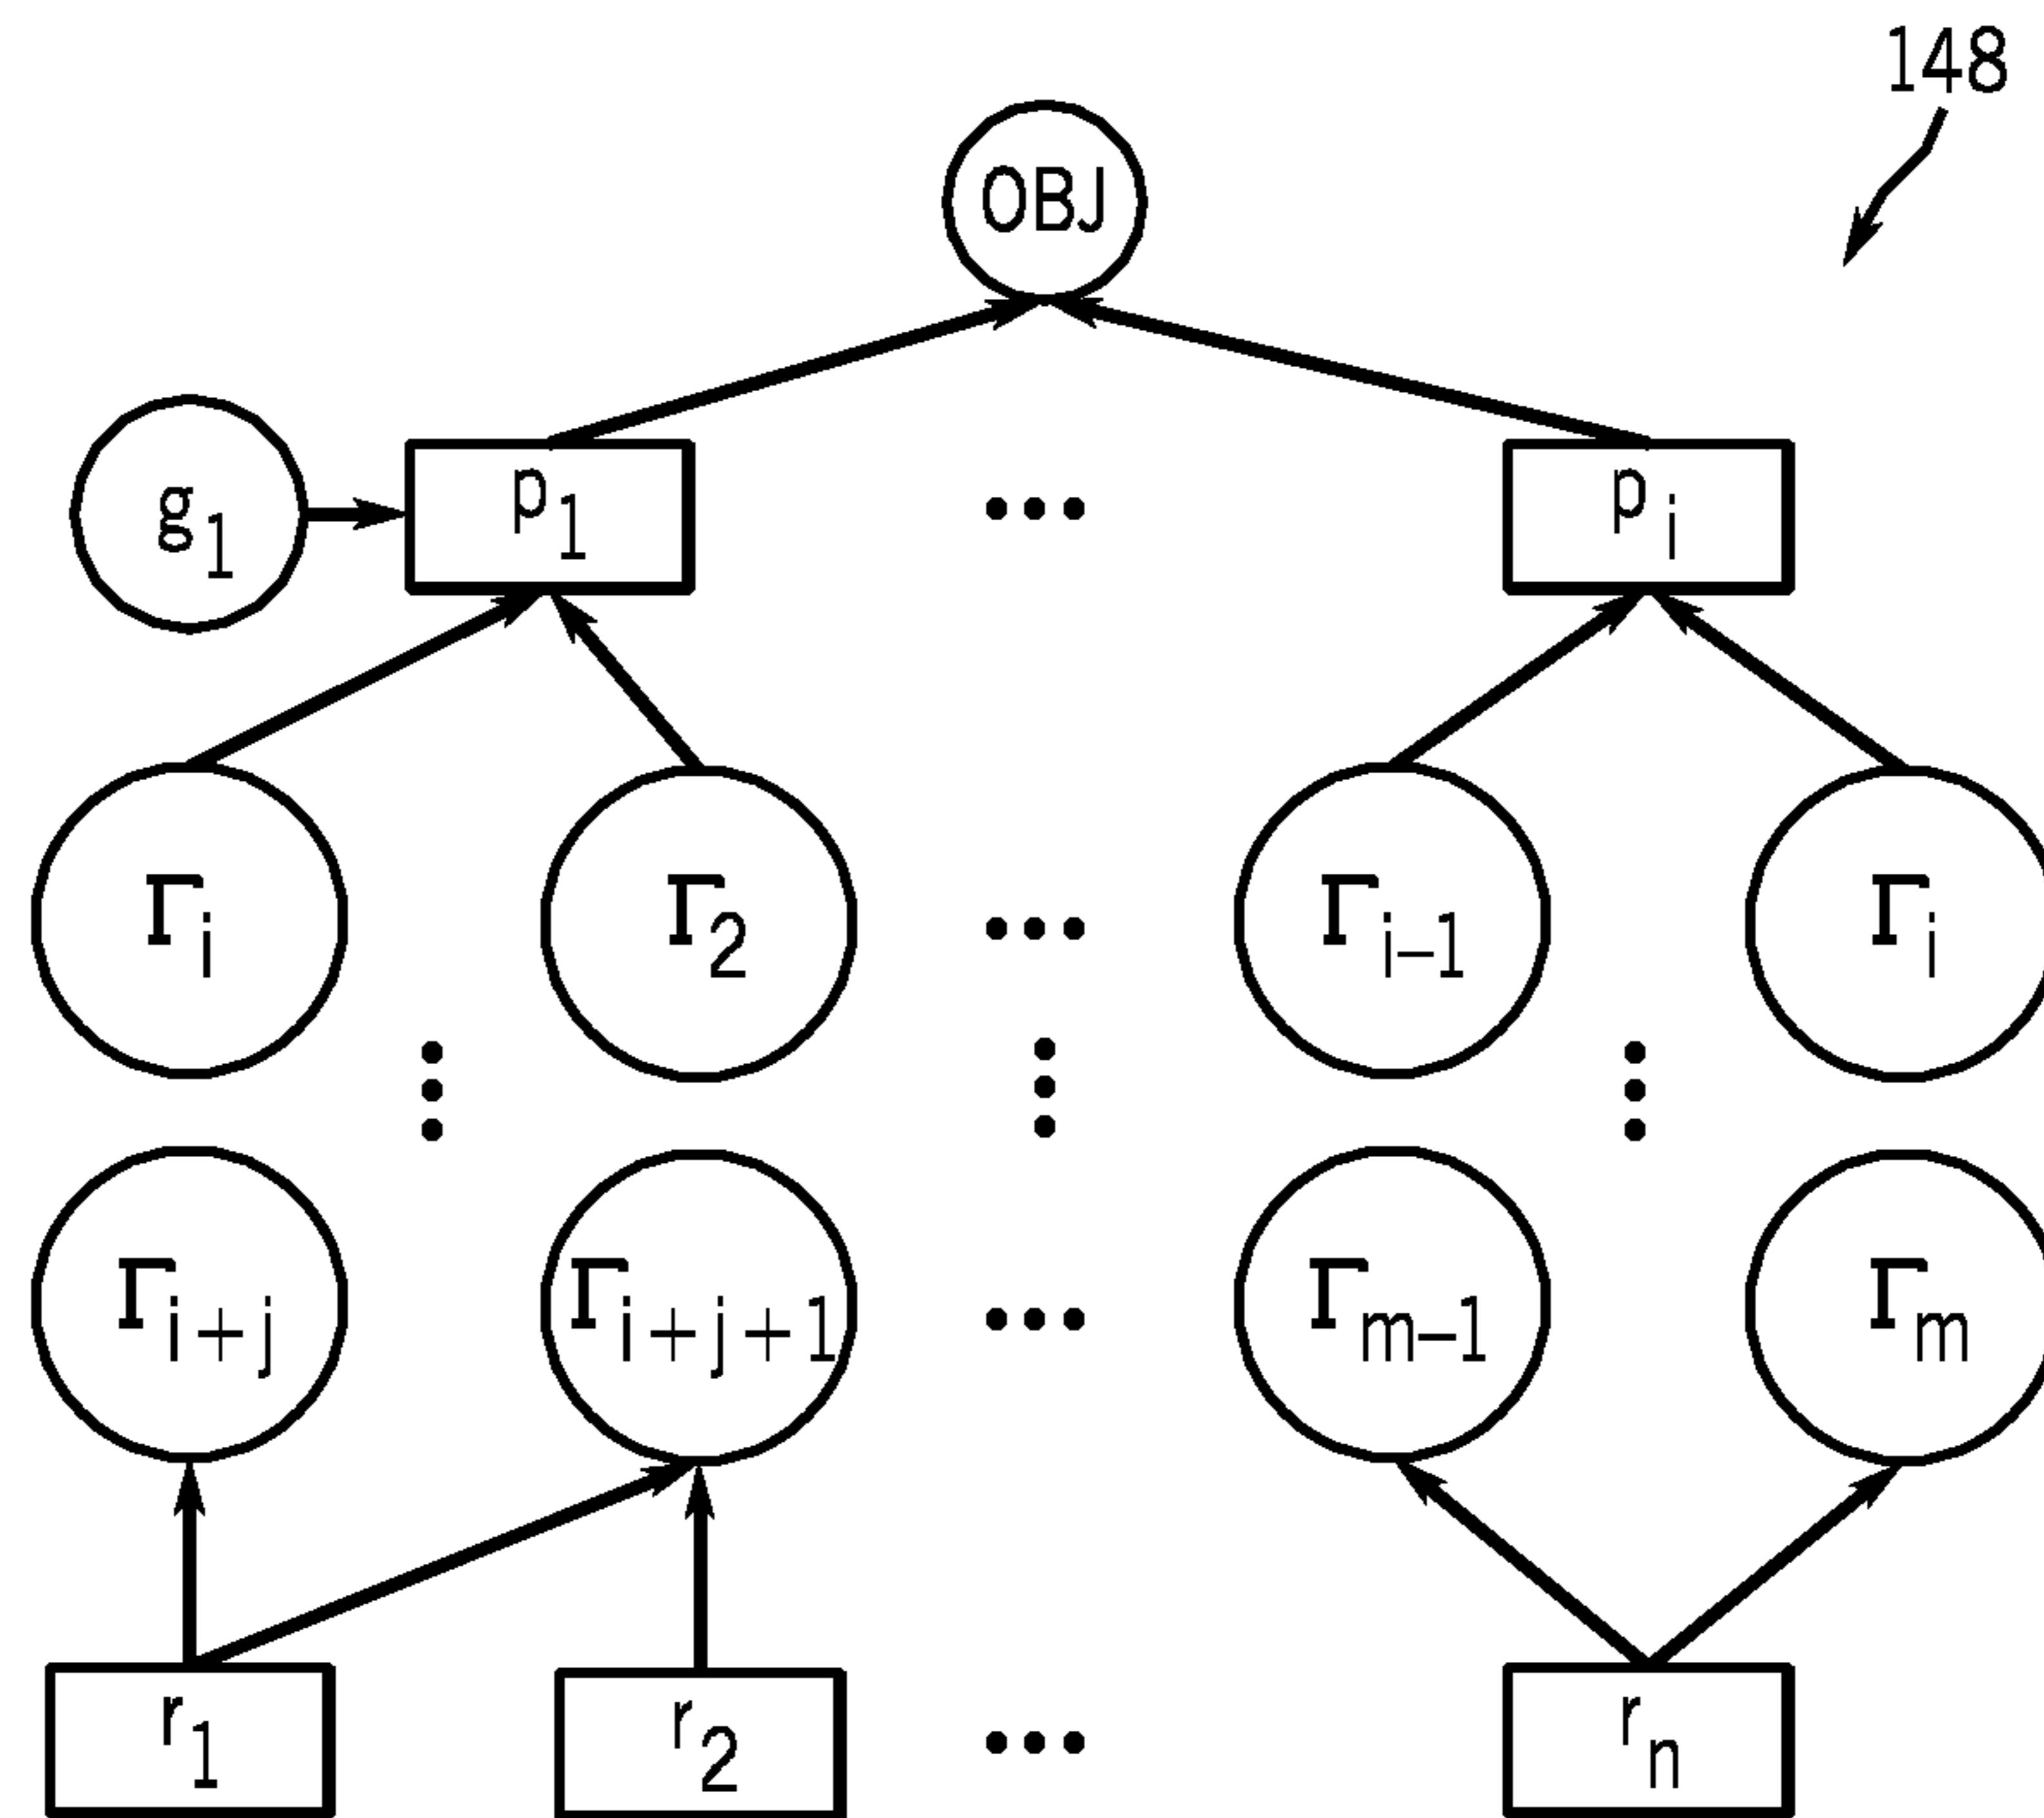 148
OBJ
g1 p1 ... pi
Γi Γ2 ... Γi-1 Γi
Γi+j Γi+j+1 ... Γm-1 Γm
r1 r2 ... rn